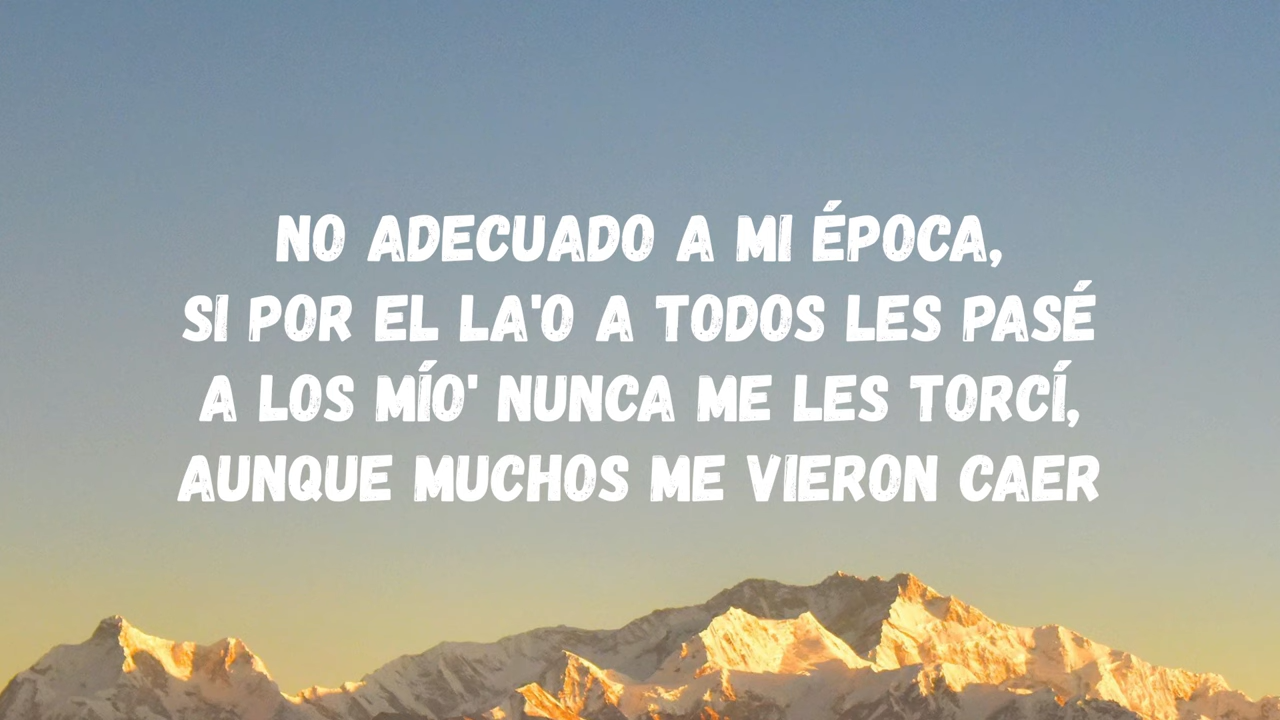 NO ADECUADO A MI ÉPOCA,
SI POR EL LA'O A TODOS LES PASÉ
A LOS MÍO' NUNCA ME LES TORCÍ,
AUNQUE MUCHOS ME VIERON CAER